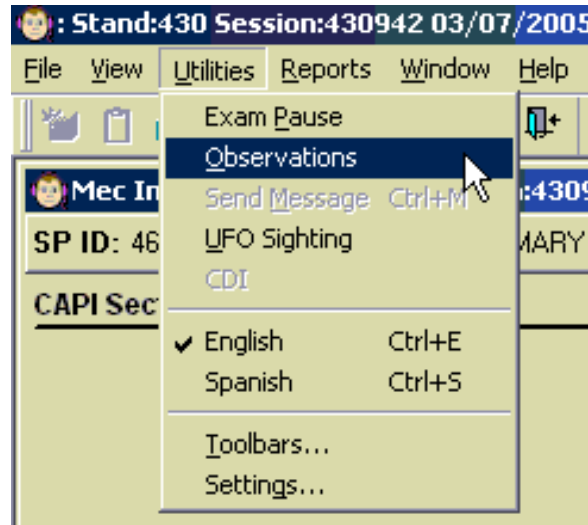 : Stand:430 Session:430942 03/07/2005
File View Utilities Reports Window Help
Exam Pause
Observations
Mec In :4309
Send Message Ctrl+M
SP ID: 46 MARY
UFO Sighting
CDI
CAPI Sec
English Ctrl+E
Spanish Ctrl+S
Toolbars...
Settings...